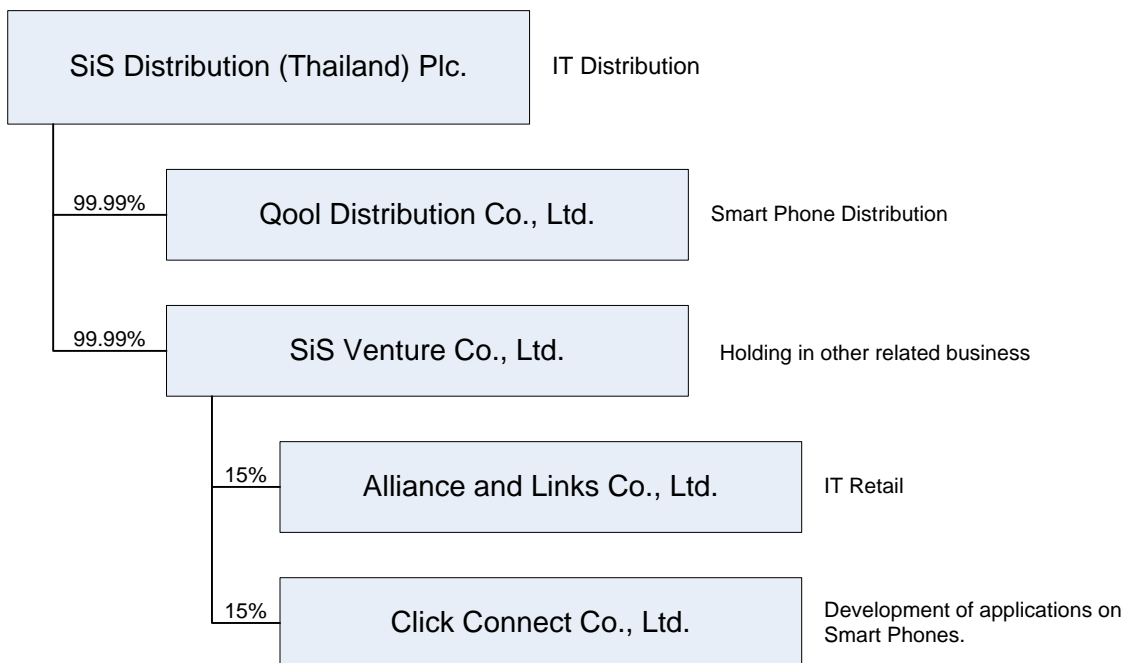 SiS Distribution (Thailand) Plc.
IT Distribution
99.99%
Qool Distribution Co., Ltd.
Smart Phone Distribution
99.99%
SiS Venture Co., Ltd.
Holding in other related business
15%
Alliance and Links Co., Ltd.
IT Retail
15%
Click Connect Co., Ltd.
Development of applications on
Smart Phones.